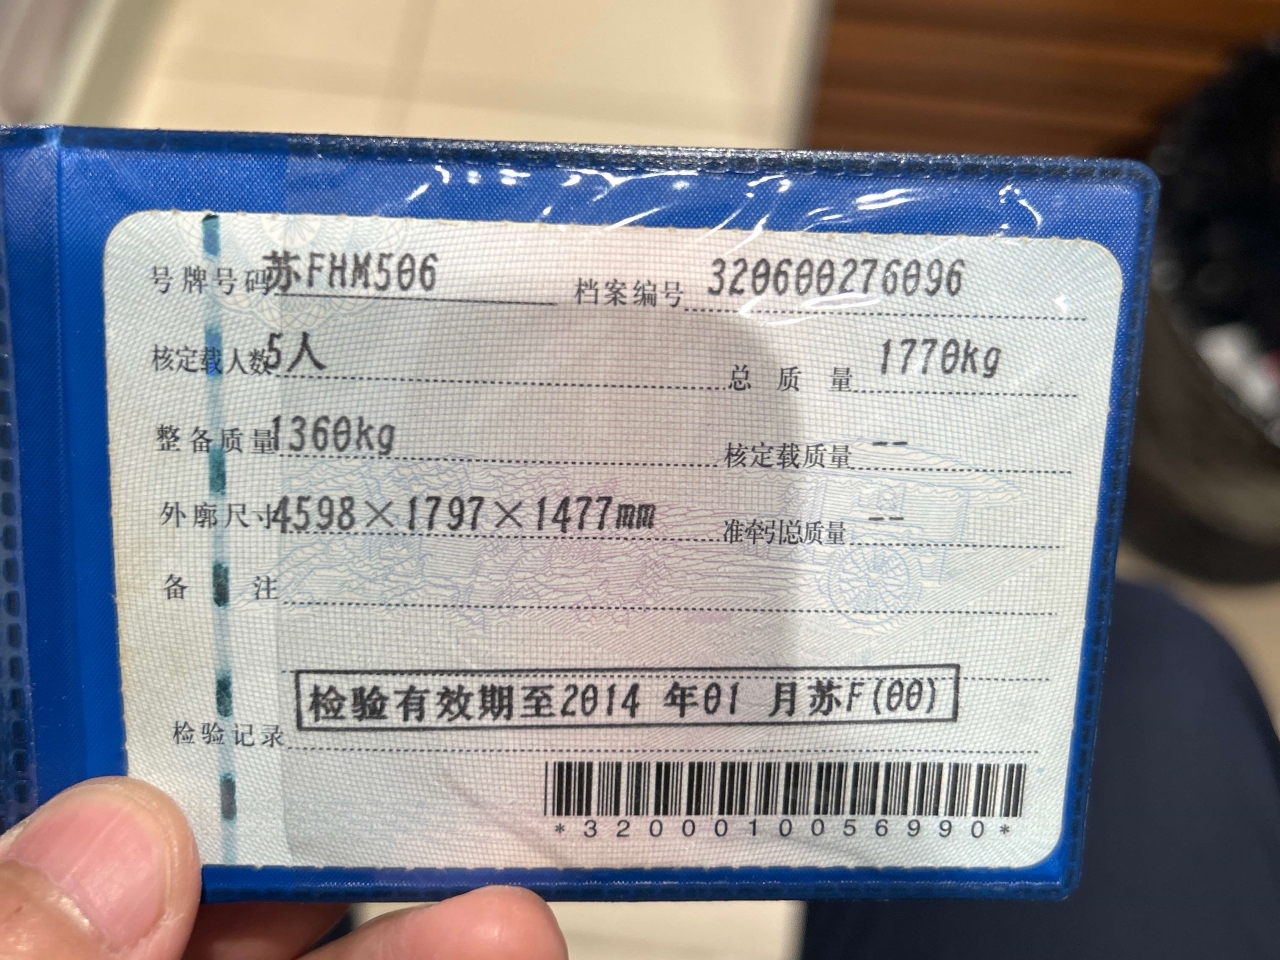 号牌号码 苏FHM506 档案编号 320600276096
核定载人数 5人 总质量 1770kg
整备质量 1360kg 核定载质量 --
外廓尺寸 4598×1797×1477mm 准牵引总质量 --
备注
检验有效期至2014 年01 月苏F(00)
检验记录
*3200010056990*